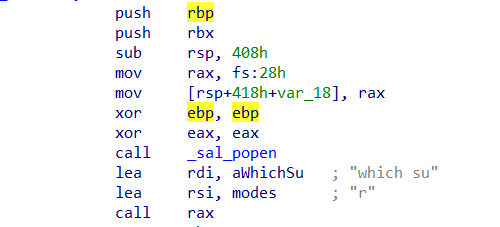 push rbp
push rbx
sub rsp, 408h
mov rax, fs:28h
mov [rsp+418h+var_18], rax
xor ebp, ebp
xor eax, eax
call _sal_popen
lea rdi, aWhichSu ; "which su"
lea rsi, modes ; "r"
call rax